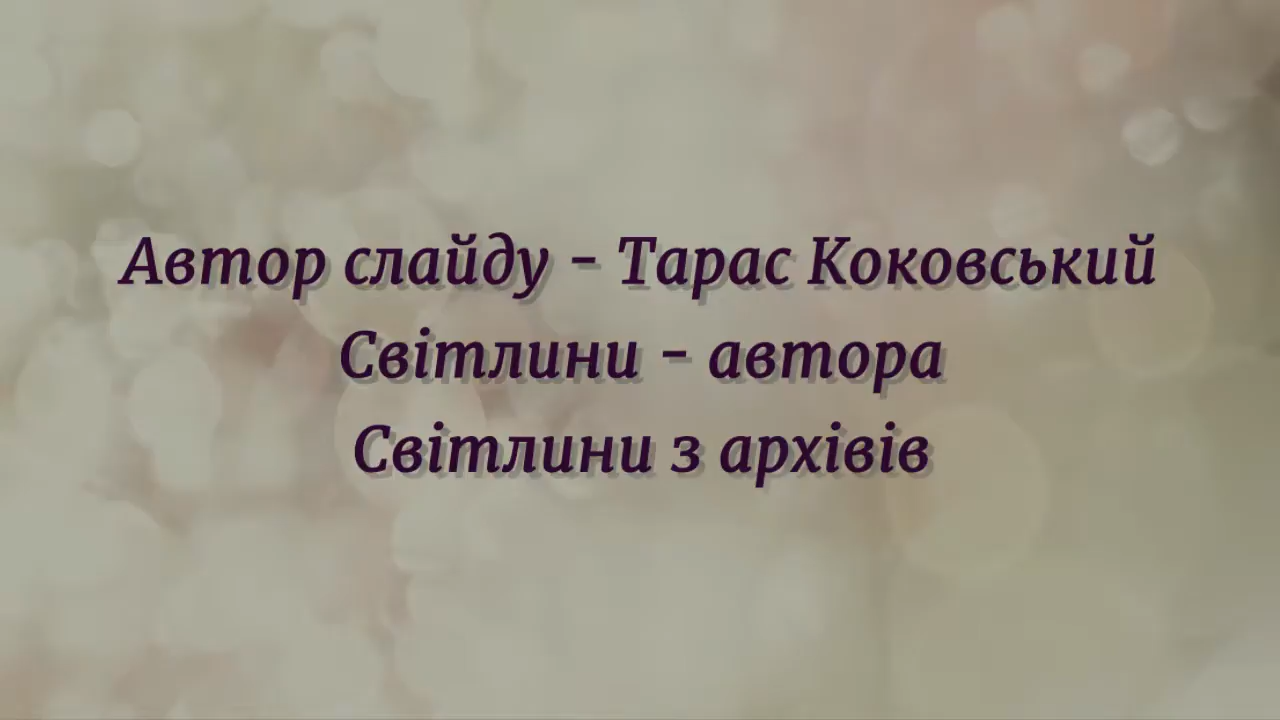 Автор слайду - Тарас Коковський
Світлини - автора
Світлини з архівів